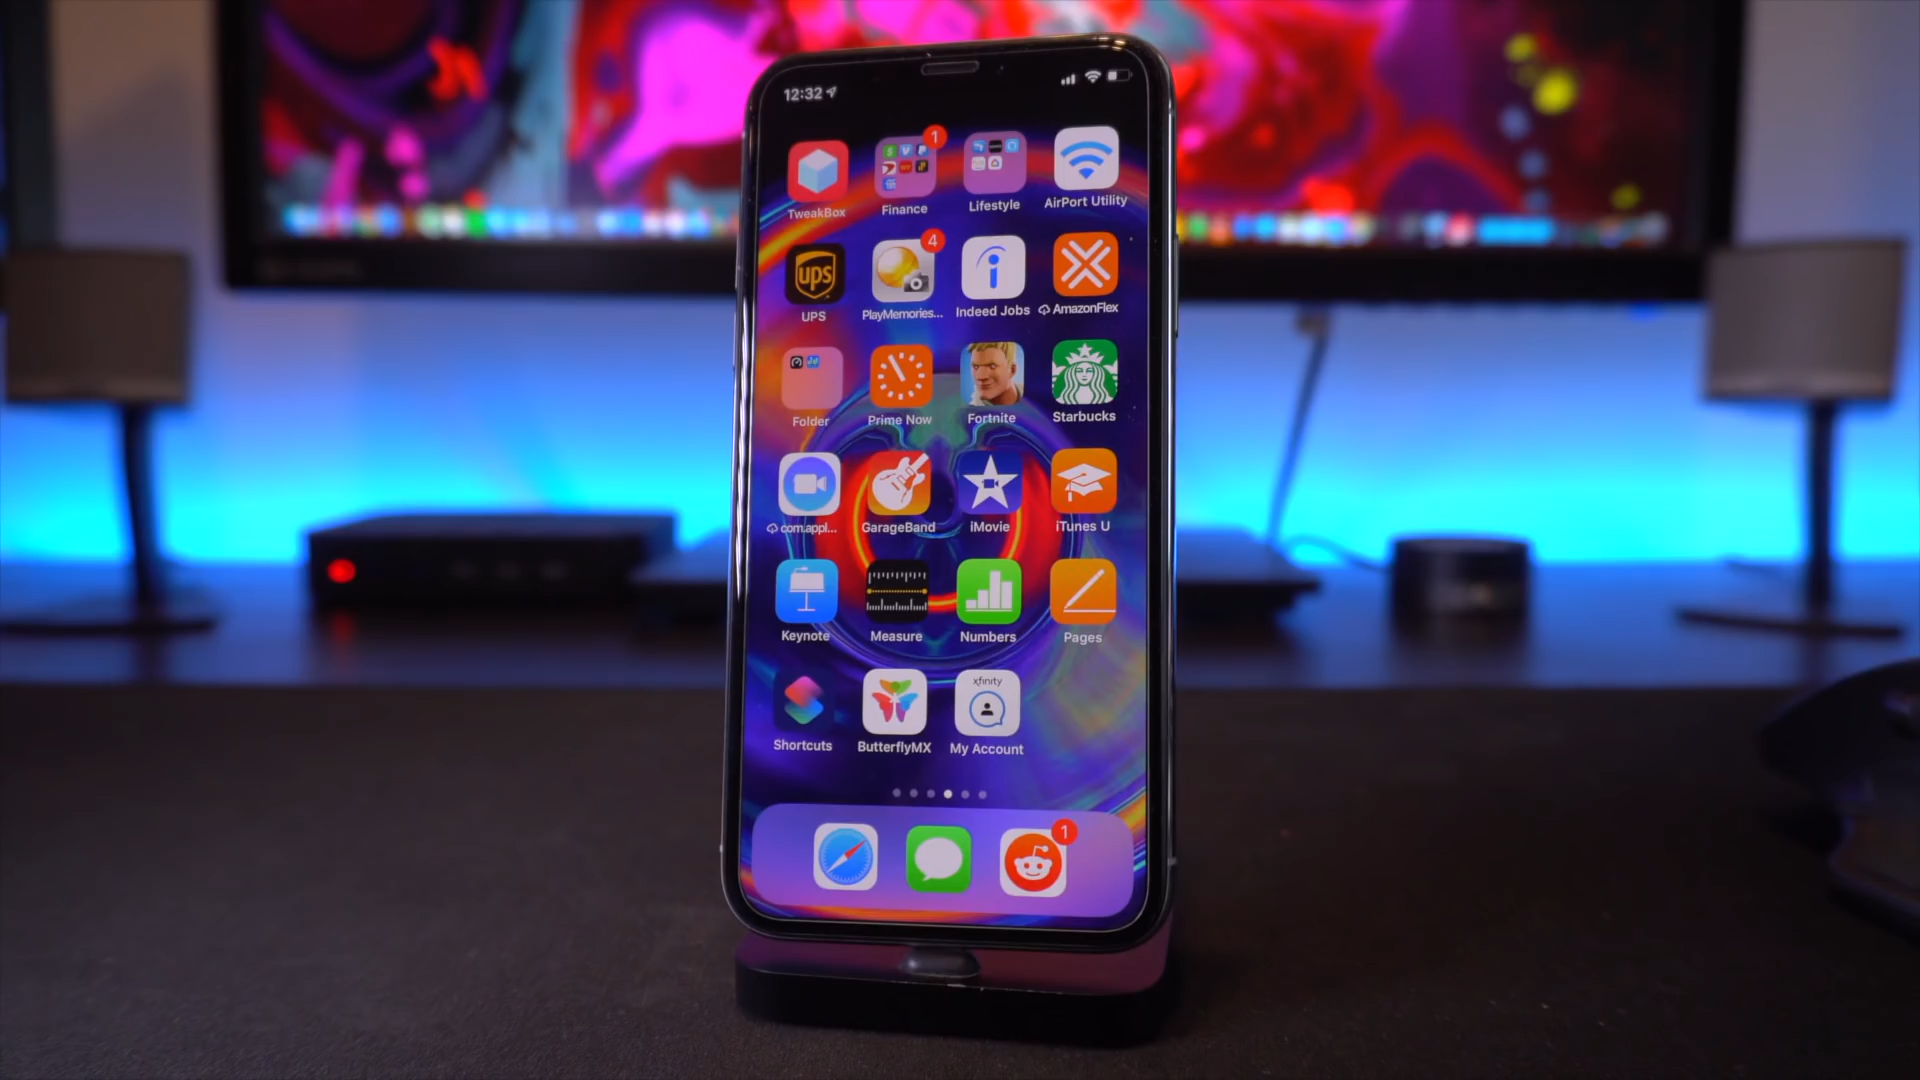 12:32
1
TweakBox
Finance
Lifestyle
AirPort Utility
4
ups
UPS
PlayMemories...
Indeed Jobs
AmazonFlex
Folder
Prime Now
Fortnite
Starbucks
com.appl...
GarageBand
iMovie
iTunes U
Keynote
Measure
Numbers
Pages
xfinity
Shortcuts
ButterflyMX
My Account
1